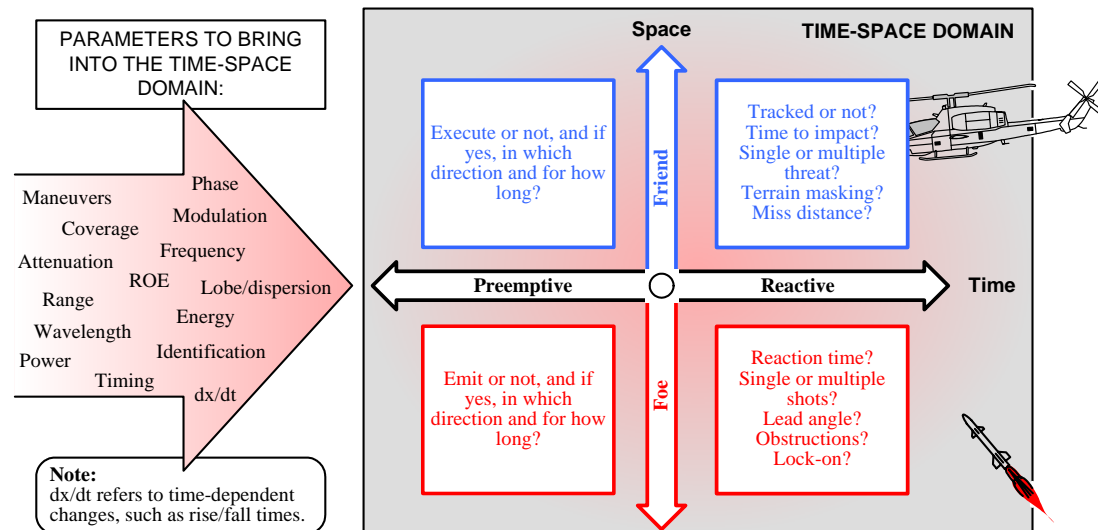 PARAMETERS TO BRING
INTO THE TIME-SPACE
DOMAIN:
Phase
Maneuvers
Modulation
Coverage
Frequency
Attenuation
ROE
Lobe/dispersion
Range
Energy
Wavelength
Identification
Power
Timing
dx/dt
Note:
dx/dt refers to time-dependent
changes, such as rise/fall times.
Space
TIME-SPACE DOMAIN
Execute or not, and if
yes, in which
direction and for how
long?
Friend
Tracked or not?
Time to impact?
Single or multiple
threat?
Terrain masking?
Miss distance?
Preemptive
Reactive
Time
Emit or not, and if
yes, in which
direction and for how
long?
Foe
Reaction time?
Single or multiple
shots?
Lead angle?
Obstructions?
Lock-on?